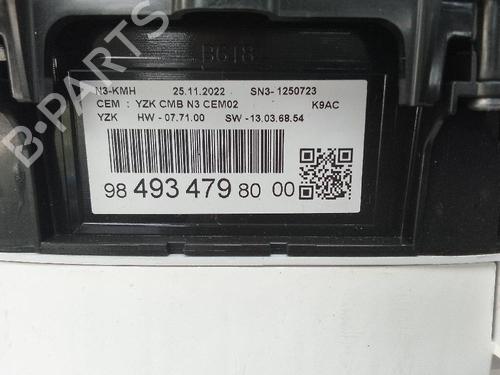 B618
N3-KMH 25.11.2022 SN3-1250723
CEM : YZK CMB N3 CEM02 K9AC
YZK HW - 07.71.00 SW - 13.03.68.54
98 493 479 80 00
B-PARTS